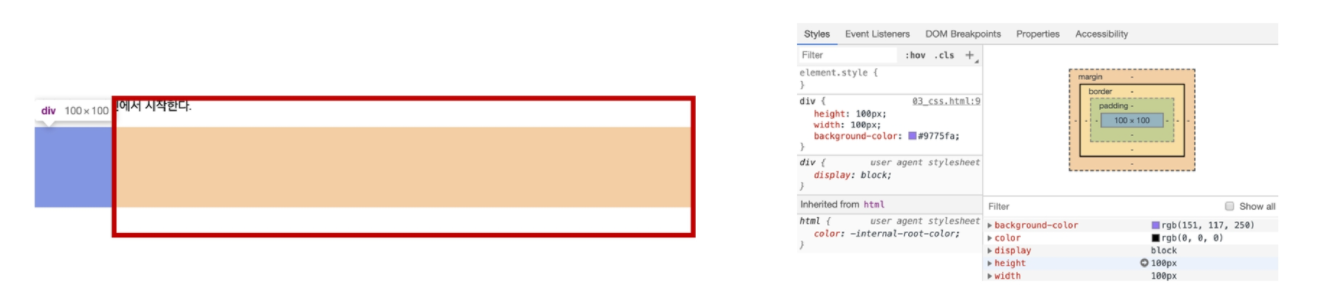 div 100×100
에서 시작한다.
Styles Event Listeners DOM Breakpoints Properties Accessibility
Filter :hov .cls +
element.style {
}
div { 03_css.html:9
height: 100px;
width: 100px;
background-color: #9775fa;
}
div { user agent stylesheet
display: block;
}
Inherited from html
html { user agent stylesheet
color: -internal-root-color;
}
margin -
border -
padding -
- - - 100 × 100 - - -
-
-
-
Filter Show all
background-color rgb(151, 117, 250)
color rgb(0, 0, 0)
display block
height 100px
width 100px